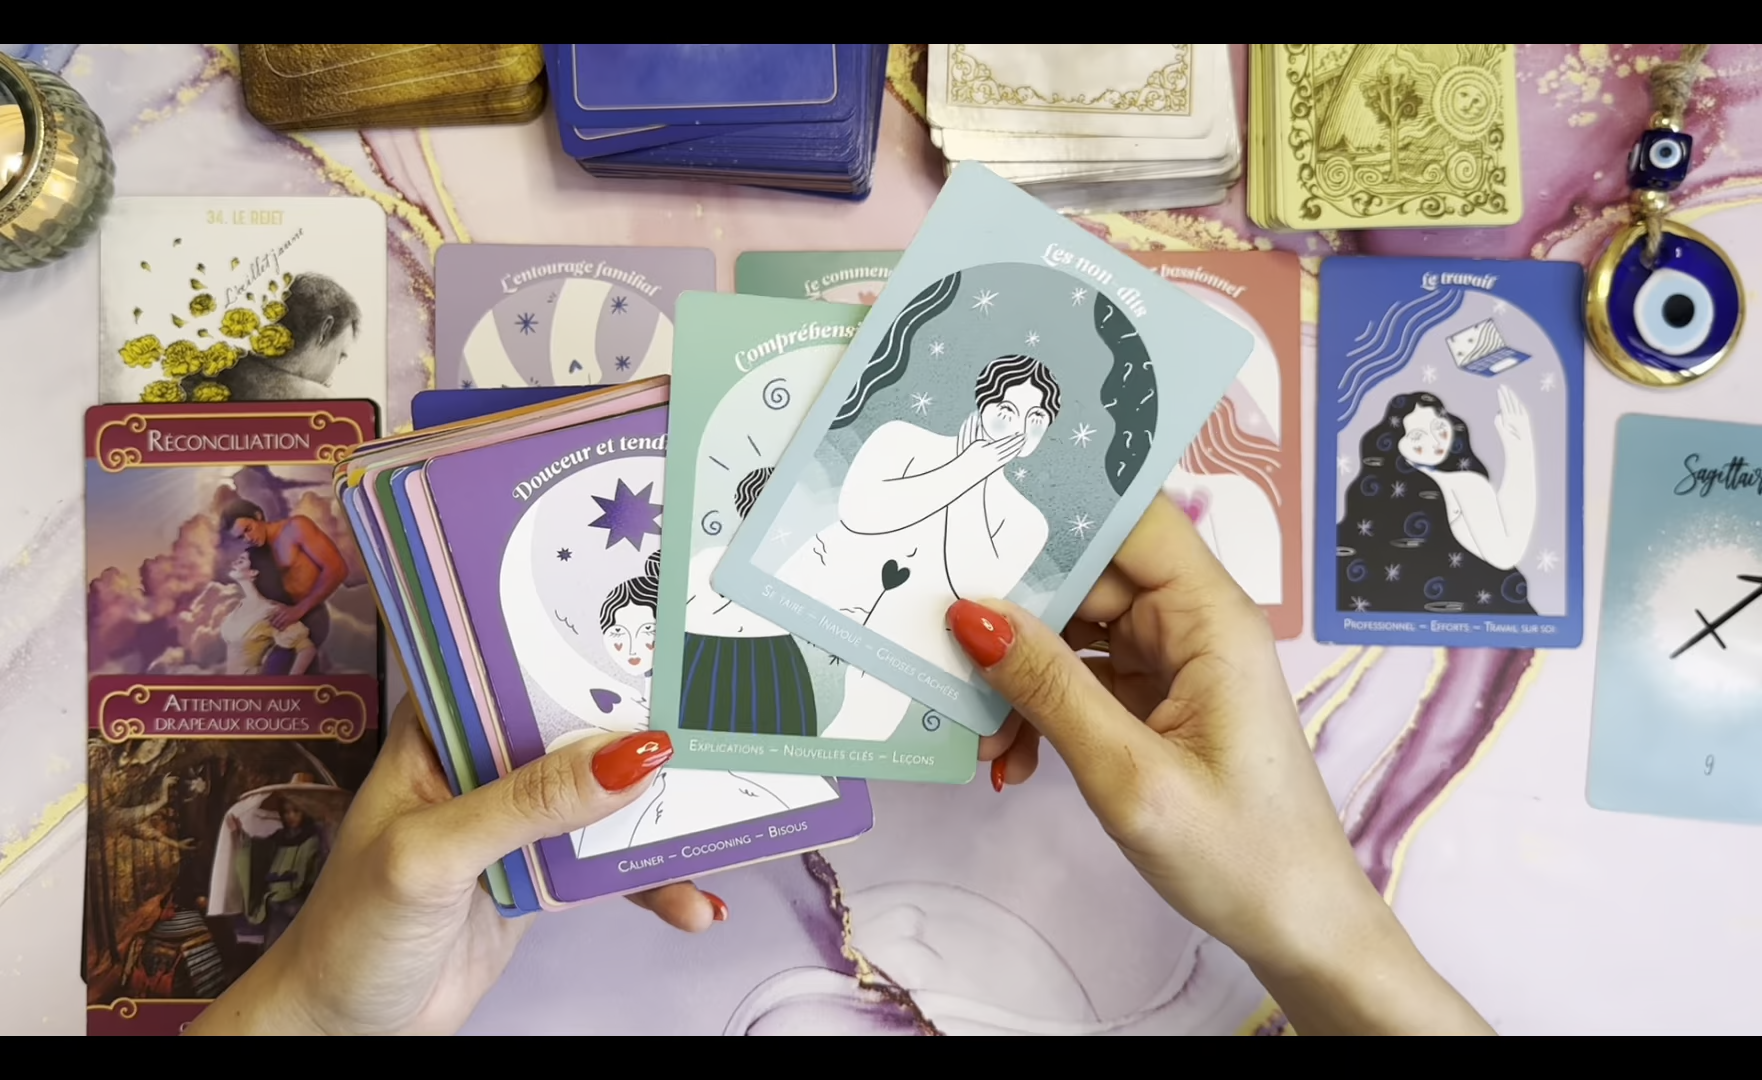 34. LE REJET
L'œillet jaune
L'entourage familial
Le commen
passionnel
Le travail
PROFESSIONNEL – EFFORTS – TRAVAIL SUR SOI
Sagittair
9
RÉCONCILIATION
ATTENTION AUX
DRAPEAUX ROUGES
Douceur et tend
CÂLINER – COCOONING – BISOUS
Compréhensi
EXPLICATIONS – NOUVELLES CLÉS – LEÇONS
Les non-dits
SE TAIRE – INAVOUÉ – CHOSES CACHÉES